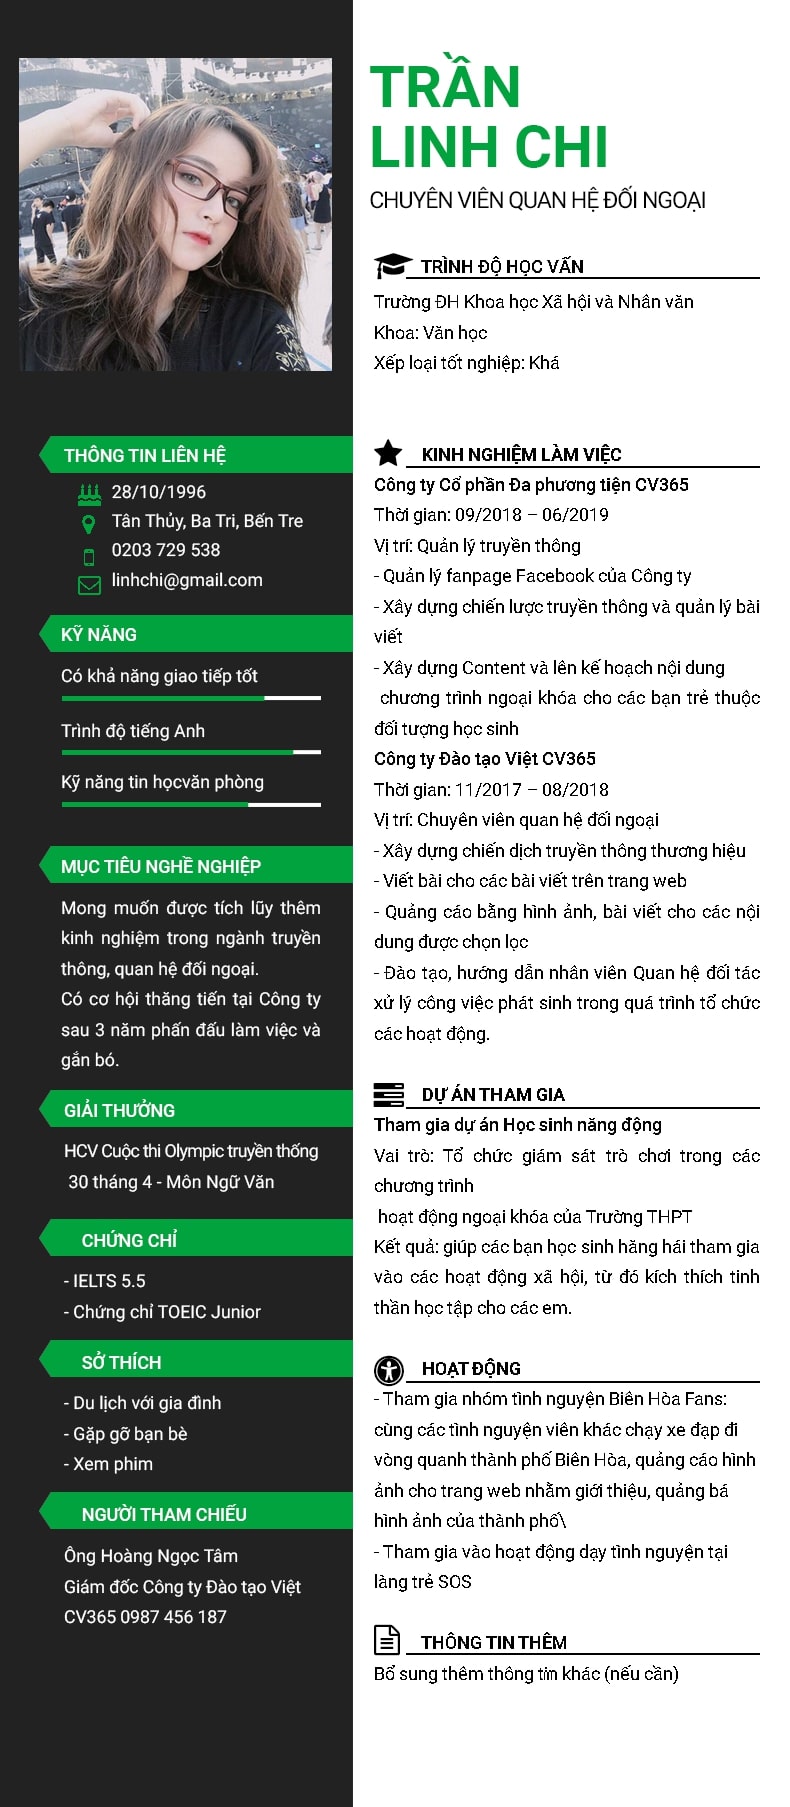 TRẦN
LINH CHI
CHUYÊN VIÊN QUAN HỆ ĐỐI NGOẠI
THÔNG TIN LIÊN HỆ
28/10/1996
Tân Thủy, Ba Tri, Bến Tre
0203 729 538
linhchi@gmail.com
KỸ NĂNG
Có khả năng giao tiếp tốt
Trình độ tiếng Anh
Kỹ năng tin họcvăn phòng
MỤC TIÊU NGHỀ NGHIỆP
Mong muốn được tích lũy thêm
kinh nghiệm trong ngành truyền
thông, quan hệ đối ngoại.
Có cơ hội thăng tiến tại Công ty
sau 3 năm phấn đấu làm việc và
gắn bó.
GIẢI THƯỞNG
HCV Cuộc thi Olympic truyền thống
30 tháng 4 - Môn Ngữ Văn
CHỨNG CHỈ
- IELTS 5.5
- Chứng chỉ TOEIC Junior
SỞ THÍCH
- Du lịch với gia đình
- Gặp gỡ bạn bè
- Xem phim
NGƯỜI THAM CHIẾU
Ông Hoàng Ngọc Tâm
Giám đốc Công ty Đào tạo Việt
CV365 0987 456 187
TRÌNH ĐỘ HỌC VẤN
Trường ĐH Khoa học Xã hội và Nhân văn
Khoa: Văn học
Xếp loại tốt nghiệp: Khá
KINH NGHIỆM LÀM VIỆC
Công ty Cổ phần Đa phương tiện CV365
Thời gian: 09/2018 – 06/2019
Vị trí: Quản lý truyền thông
- Quản lý fanpage Facebook của Công ty
- Xây dựng chiến lược truyền thông và quản lý bài
viết
- Xây dựng Content và lên kế hoạch nội dung
chương trình ngoại khóa cho các bạn trẻ thuộc
đối tượng học sinh
Công ty Đào tạo Việt CV365
Thời gian: 11/2017 – 08/2018
Vị trí: Chuyên viên quan hệ đối ngoại
- Xây dựng chiến dịch truyền thông thương hiệu
- Viết bài cho các bài viết trên trang web
- Quảng cáo bằng hình ảnh, bài viết cho các nội
dung được chọn lọc
- Đào tạo, hướng dẫn nhân viên Quan hệ đối tác
xử lý công việc phát sinh trong quá trình tổ chức
các hoạt động.
DỰ ÁN THAM GIA
Tham gia dự án Học sinh năng động
Vai trò: Tổ chức giám sát trò chơi trong các
chương trình
hoạt động ngoại khóa của Trường THPT
Kết quả: giúp các bạn học sinh hăng hái tham gia
vào các hoạt động xã hội, từ đó kích thích tinh
thần học tập cho các em.
HOẠT ĐỘNG
- Tham gia nhóm tình nguyện Biên Hòa Fans:
cùng các tình nguyện viên khác chạy xe đạp đi
vòng quanh thành phố Biên Hòa, quảng cáo hình
ảnh cho trang web nhằm giới thiệu, quảng bá
hình ảnh của thành phố\
- Tham gia vào hoạt động dạy tình nguyện tại
làng trẻ SOS
THÔNG TIN THÊM
Bổ sung thêm thông tin khác (nếu cần)